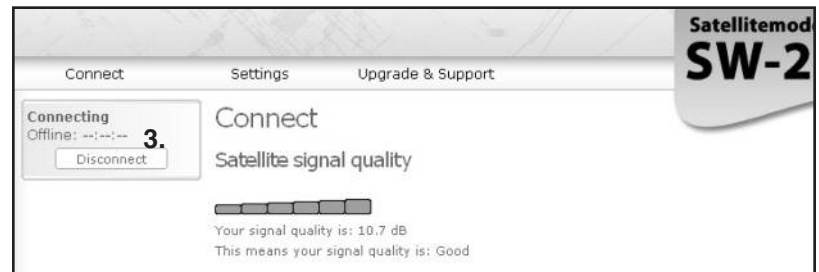 Satellitemod
SW-2
Connect Settings Upgrade & Support
Connecting
Offline: --:--:-- 3.
Disconnect
Connect
Satellite signal quality
Your signal quality is: 10.7 dB
This means your signal quality is: Good